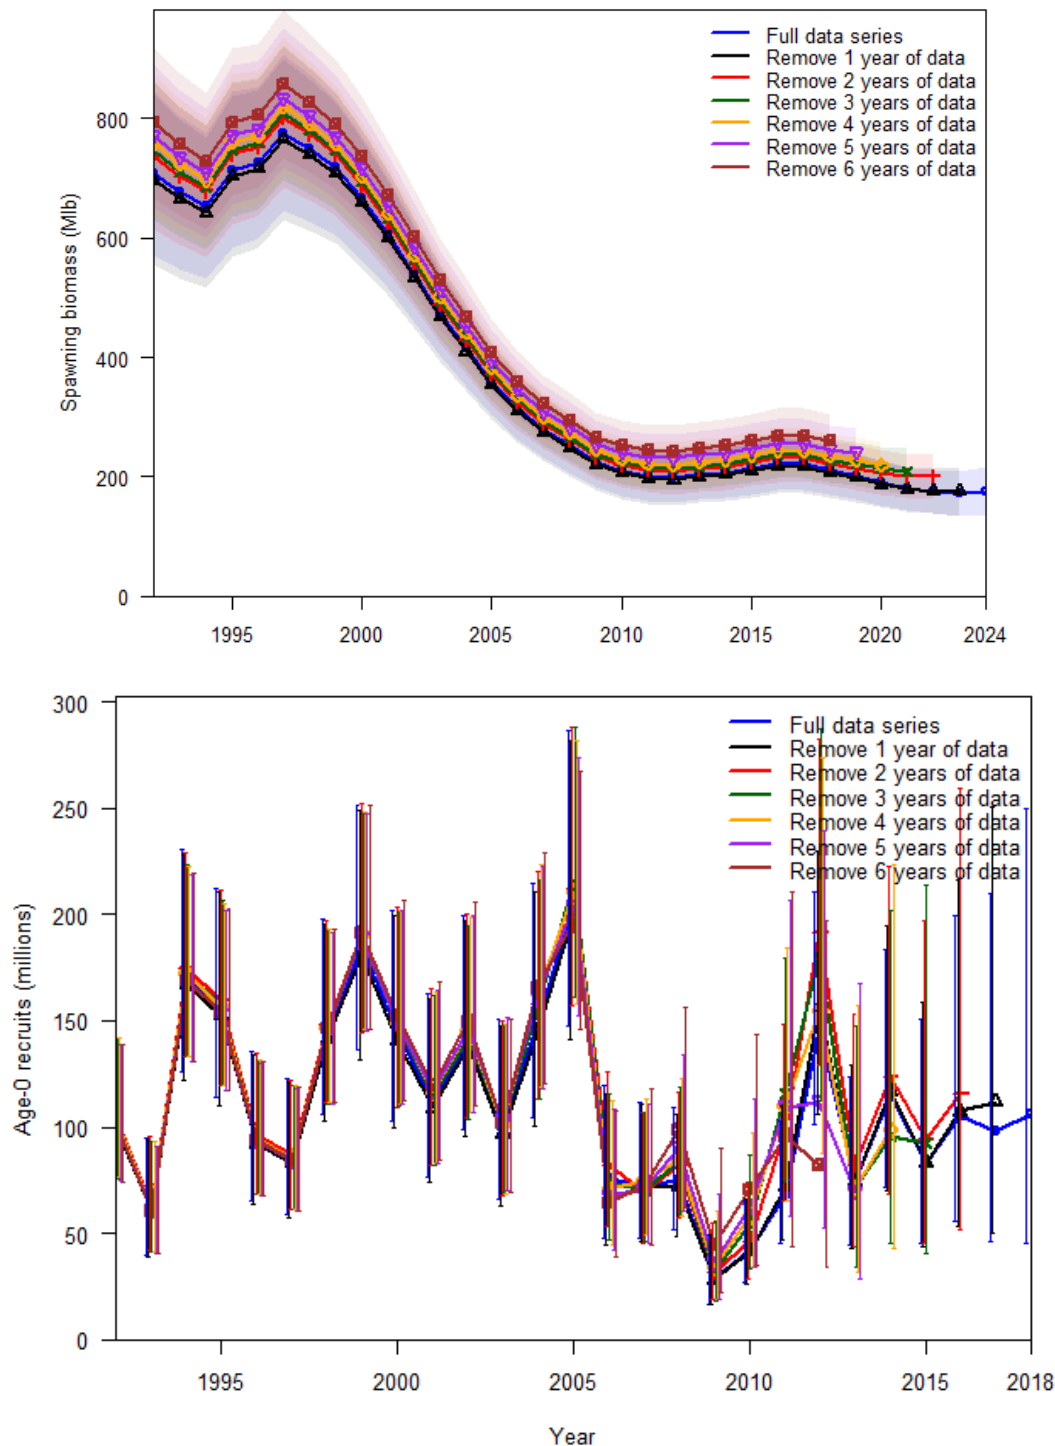 Full data series
Remove 1 year of data
Remove 2 years of data
Remove 3 years of data
Remove 4 years of data
Remove 5 years of data
Remove 6 years of data
Spawning biomass (Mlb)
800
600
400
200
0
1995 2000 2005 2010 2015 2020 2024
Full data series
Remove 1 year of data
Remove 2 years of data
Remove 3 years of data
Remove 4 years of data
Remove 5 years of data
Remove 6 years of data
Age-0 recruits (millions)
300
250
200
150
100
50
0
1995 2000 2005 2010 2015 2018
Year